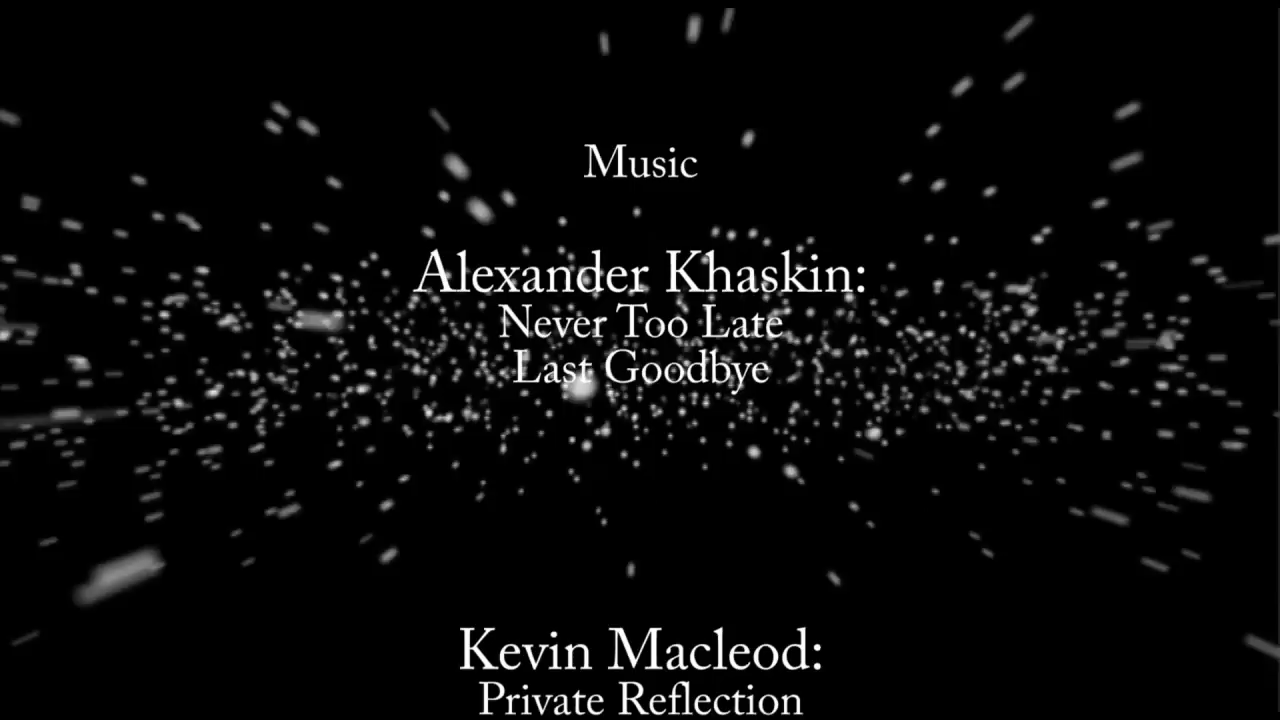 Music
Alexander Khaskin:
Never Too Late
Last Goodbye
Kevin Macleod:
Private Reflection